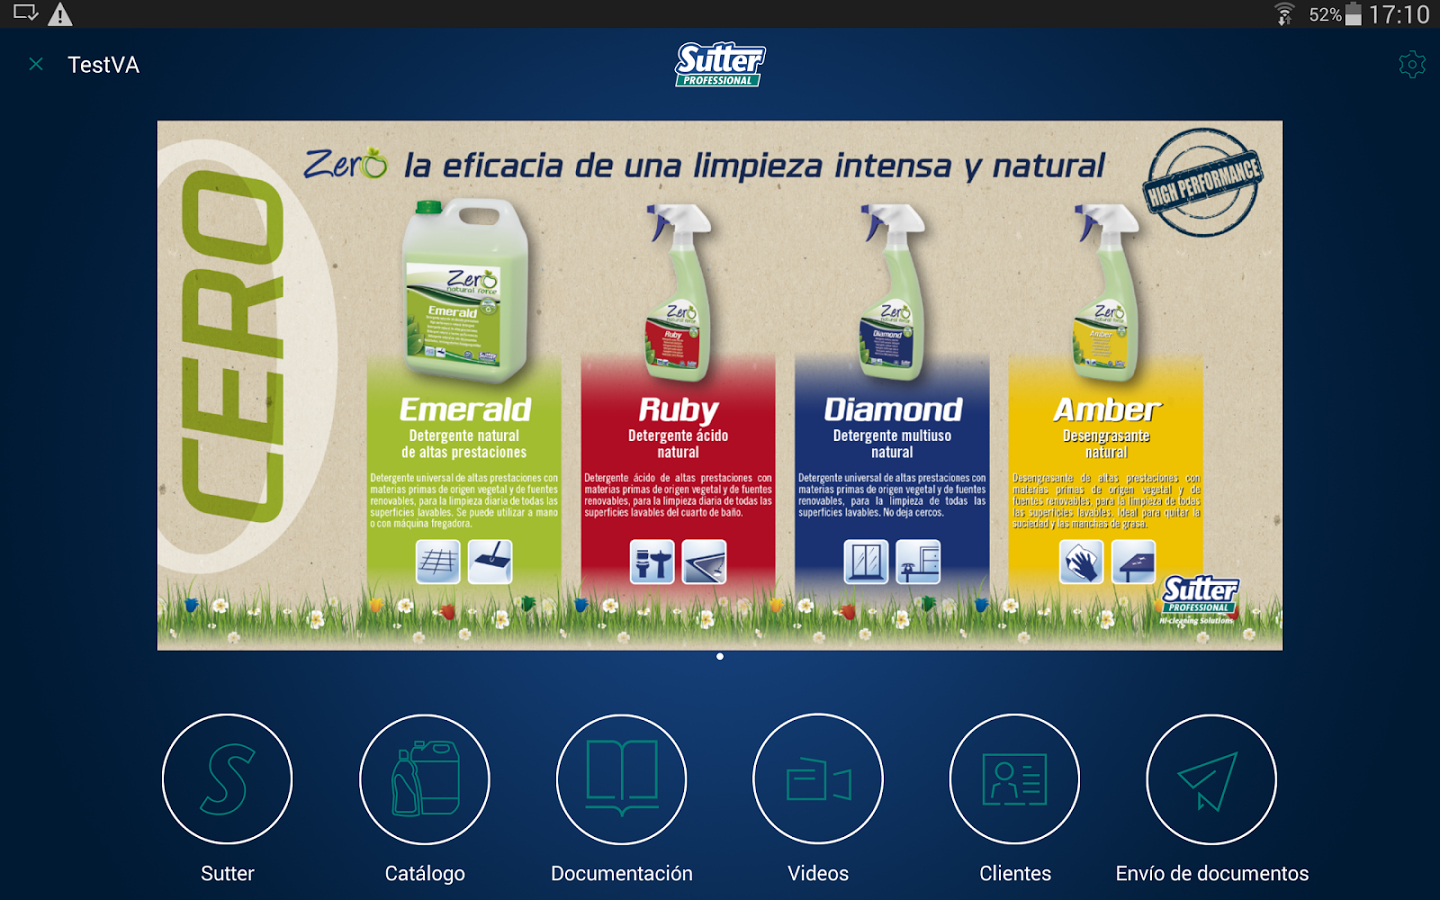 52% 17:10
TestVA
Sutter
PROFESSIONAL
CERO
Zero la eficacia de una limpieza intensa y natural
HIGH PERFORMANCE
Zero
natural force
Emerald
Zero
Ruby
Zero
Diamond
Zero
Amber
Emerald
Detergente natural
de altas prestaciones
Detergente universal de altas prestaciones con
materias primas de origen vegetal y de fuentes
renovables, para la limpieza diaria de todas las
superficies lavables. Se puede utilizar a mano
o con máquina fregadora.
Ruby
Detergente ácido
natural
Detergente ácido de altas prestaciones con
materias primas de origen vegetal y de fuentes
renovables, para la limpieza diaria de todas las
superficies lavables del cuarto de baño.
Diamond
Detergente multiuso
natural
Detergente universal de altas prestaciones con
materias primas de origen vegetal y de fuentes
renovables, para la limpieza de todas las
superficies lavables. No deja cercos.
Amber
Desengrasante
natural
Desengrasante de altas prestaciones con
materias primas de origen vegetal y de
fuentes renovables, para la limpieza de todas
las superficies lavables. Ideal para quitar la
suciedad y las manchas de grasa.
Sutter
PROFESSIONAL
Hi-cleaning Solutions
Sutter
Catálogo
Documentación
Videos
Clientes
Envío de documentos